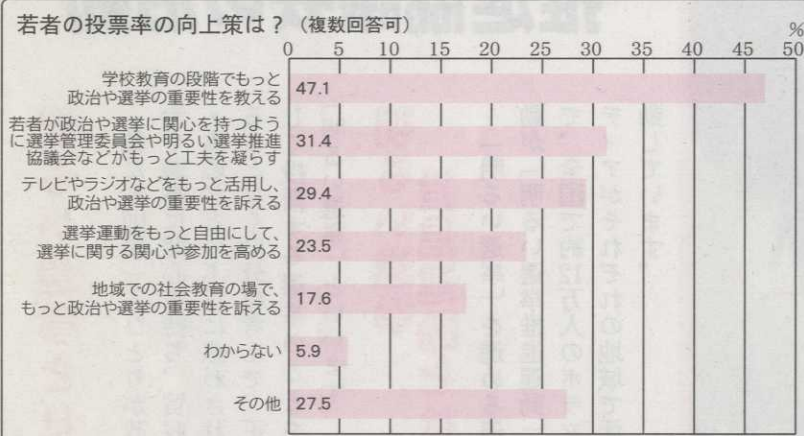 若者の投票率の向上策は？（複数回答可）
%
0 5 10 15 20 25 30 35 40 45 50
学校教育の段階でもっと
政治や選挙の重要性を教える
47.1
若者が政治や選挙に関心を持つよう
に選挙管理委員会や明るい選挙推進
協議会などがもっと工夫を凝らす
31.4
テレビやラジオなどをもっと活用し、
政治や選挙の重要性を訴える
29.4
選挙運動をもっと自由にして、
選挙に関する関心や参加を高める
23.5
地域での社会教育の場で、
もっと政治や選挙の重要性を訴える
17.6
わからない
5.9
その他
27.5